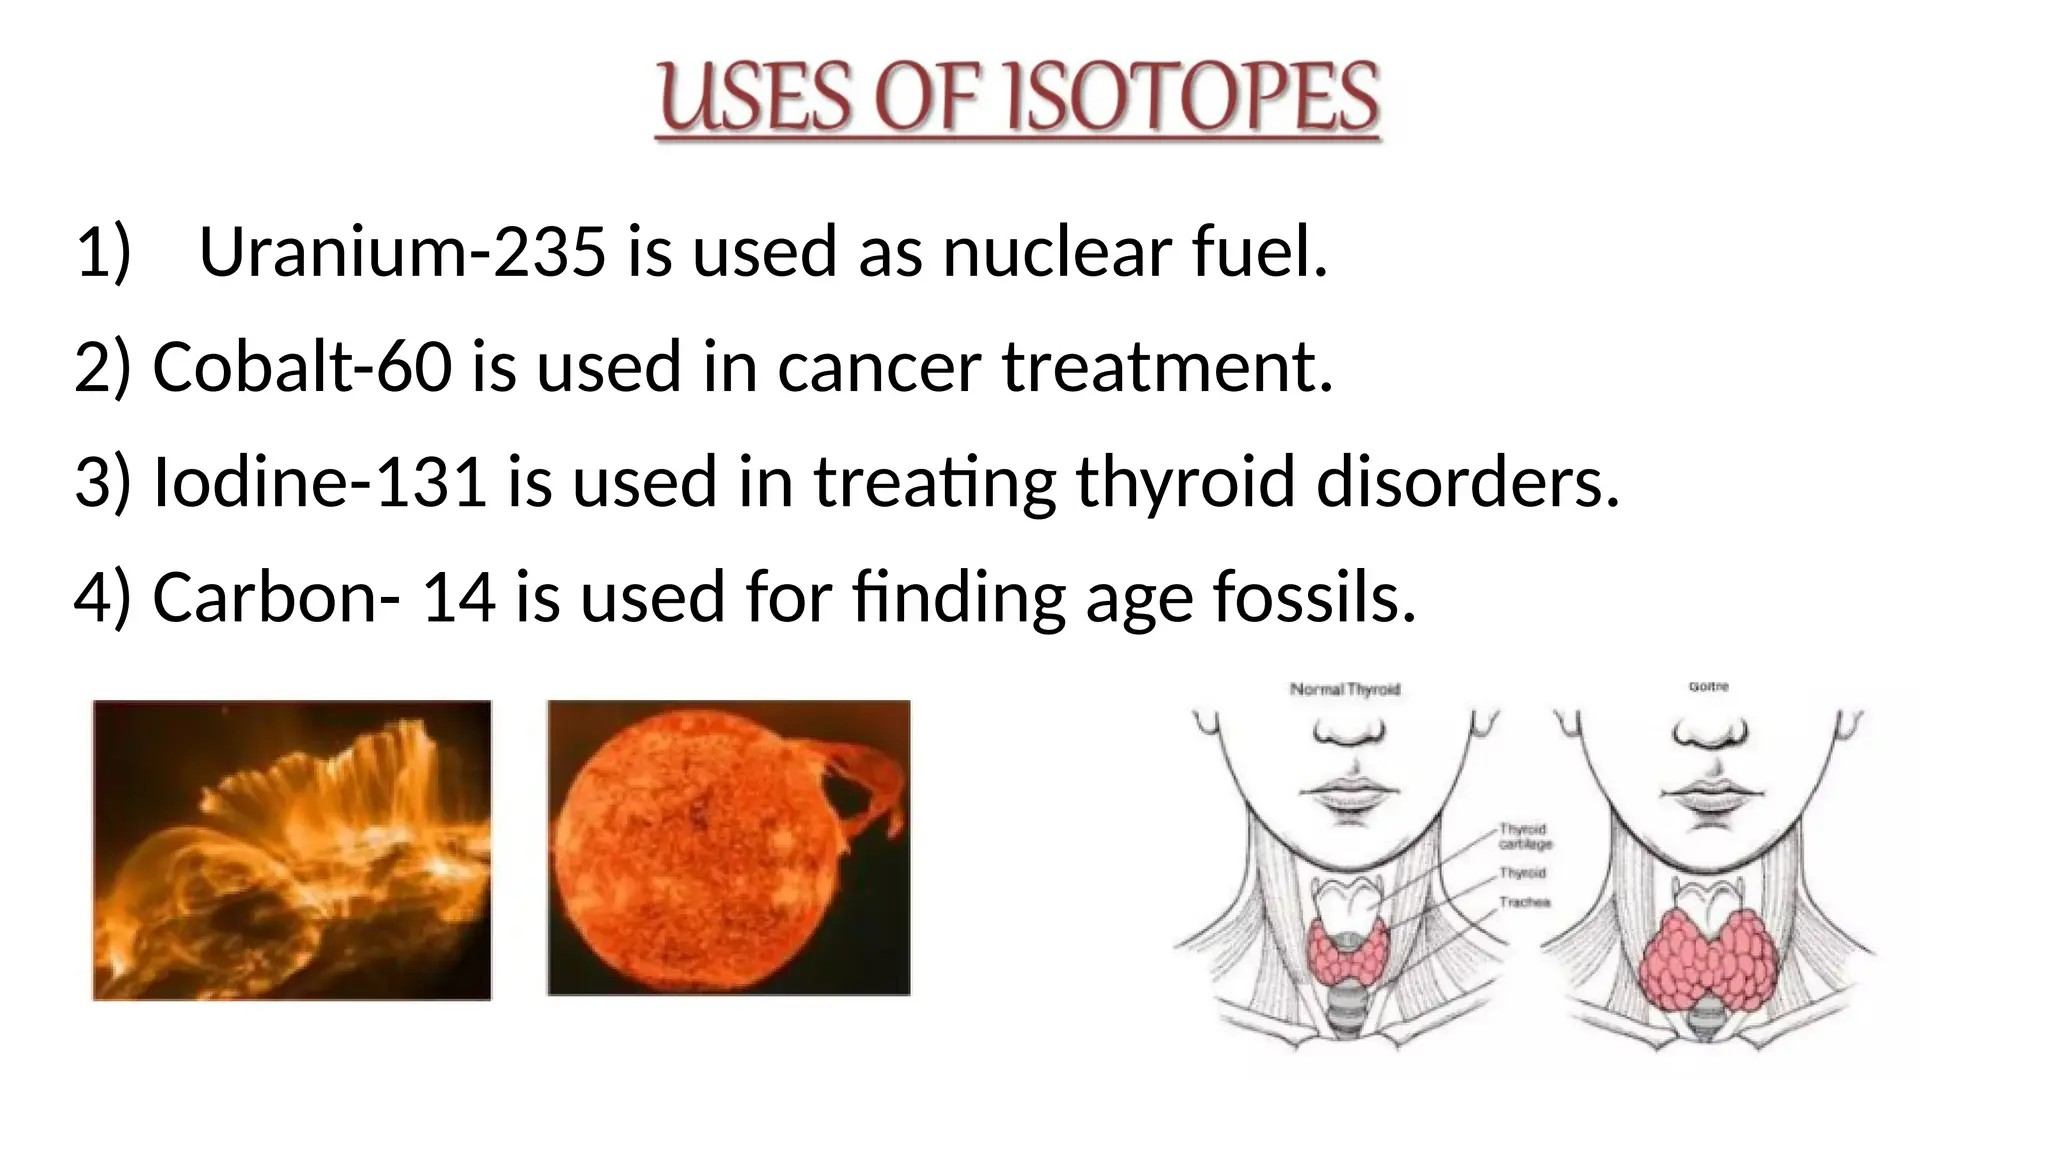 USES OF ISOTOPES
1) Uranium-235 is used as nuclear fuel.
2) Cobalt-60 is used in cancer treatment.
3) Iodine-131 is used in treating thyroid disorders.
4) Carbon- 14 is used for finding age fossils.
Normal Thyroid
Goitre
Thyroid
cartilage
Thyroid
Trachea